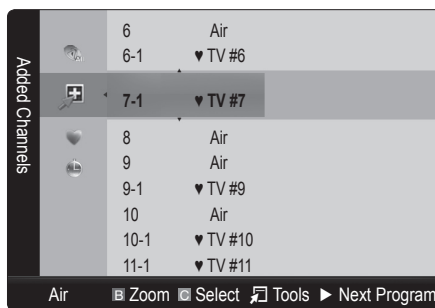 Added Channels
6 Air
6-1 ♥ TV #6
7-1 ♥ TV #7
8 Air
9 Air
9-1 ♥ TV #9
10 Air
10-1 ♥ TV #10
11-1 ♥ TV #11
Air B Zoom C Select Tools ► Next Program